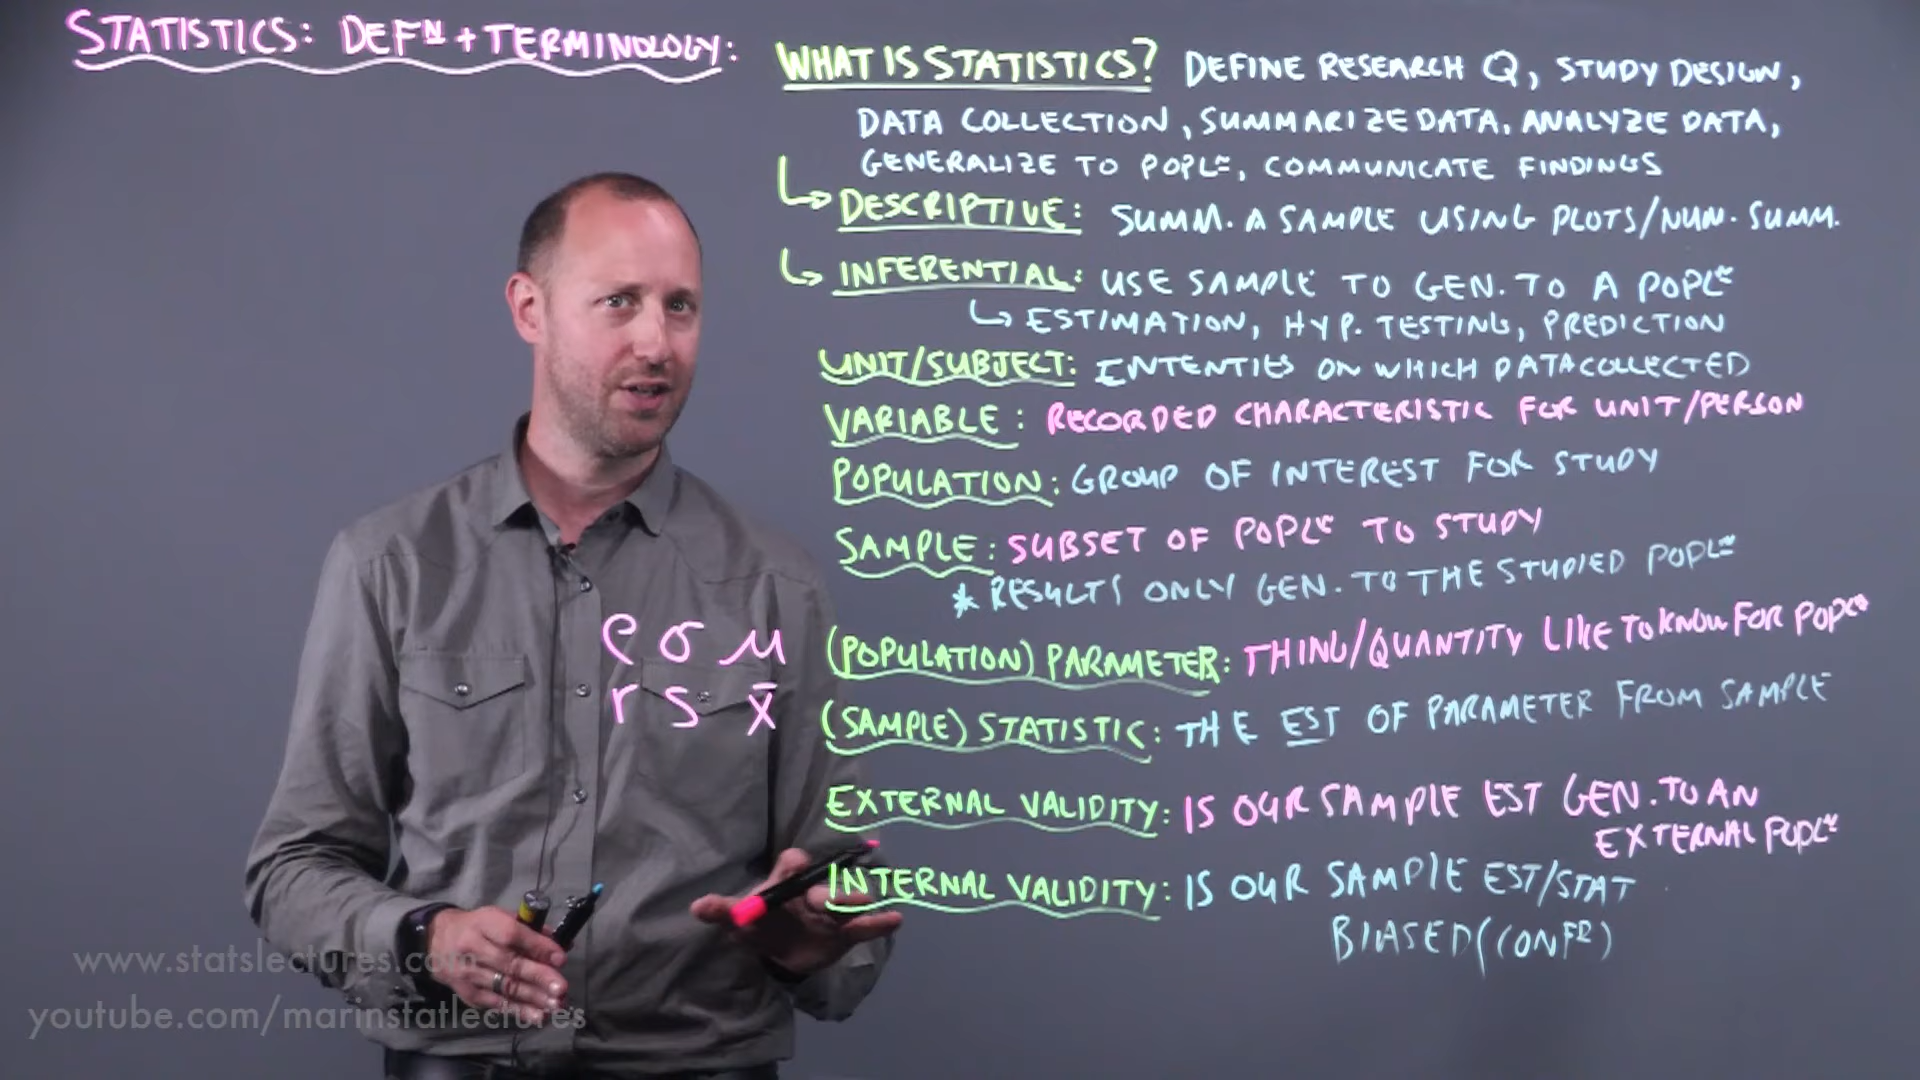 STATISTICS: DEFN + TERMINOLOGY:
WHAT IS STATISTICS? DEFINE RESEARCH Q, STUDY DESIGN,
DATA COLLECTION, SUMMARIZE DATA, ANALYZE DATA,
GENERALIZE TO POPLN, COMMUNICATE FINDINGS
↳ DESCRIPTIVE: SUMM. A SAMPLE USING PLOTS/NUM. SUMM.
↳ INFERENTIAL: USE SAMPLE TO GEN. TO A POPLN
↳ ESTIMATION, HYP. TESTING, PREDICTION
UNIT/SUBJECT: INTENTIES ON WHICH DATA COLLECTED
VARIABLE: RECORDED CHARACTERISTIC FOR UNIT/PERSON
POPULATION: GROUP OF INTEREST FOR STUDY
SAMPLE: SUBSET OF POPLN TO STUDY
* RESULTS ONLY GEN. TO THE STUDIED POPLN
ρ σ μ (POPULATION) PARAMETER: THING/QUANTITY LIKE TO KNOW FOR POPLN
r s x̄ (SAMPLE) STATISTIC: THE EST OF PARAMETER FROM SAMPLE
EXTERNAL VALIDITY: IS OUR SAMPLE EST GEN. TO AN
EXTERNAL POPLN
INTERNAL VALIDITY: IS OUR SAMPLE EST/STAT
BIASED (CONFD)
www.statslectures.com
youtube.com/marinstatlectures